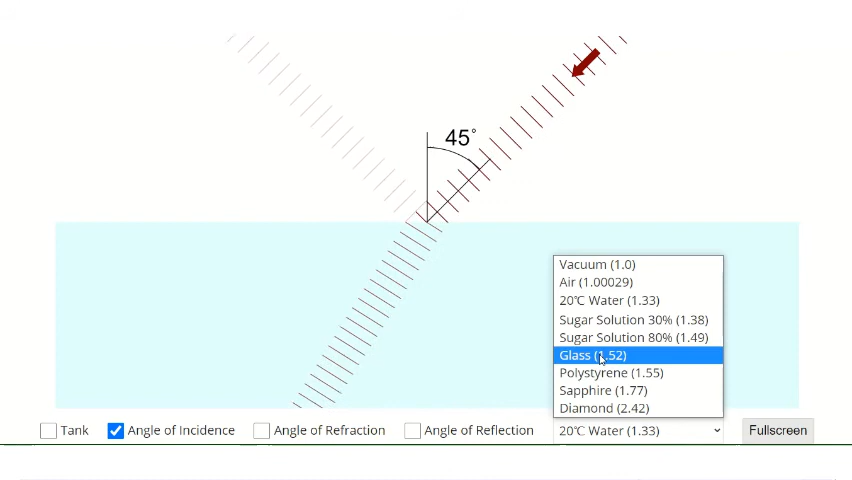 45°
Vacuum (1.0)
Air (1.00029)
20℃ Water (1.33)
Sugar Solution 30% (1.38)
Sugar Solution 80% (1.49)
Glass (1.52)
Polystyrene (1.55)
Sapphire (1.77)
Diamond (2.42)
Tank Angle of Incidence Angle of Refraction Angle of Reflection 20℃ Water (1.33) Fullscreen